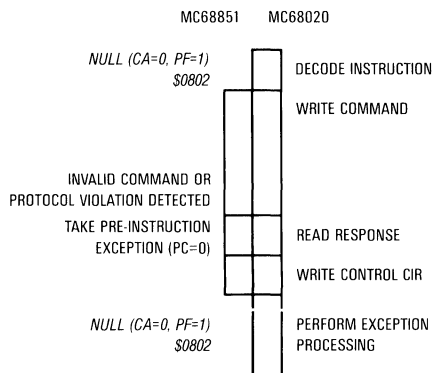 MC68851 MC68020
NULL (CA=0, PF=1)
$0802
DECODE INSTRUCTION
WRITE COMMAND
INVALID COMMAND OR
PROTOCOL VIOLATION DETECTED
TAKE PRE-INSTRUCTION
EXCEPTION (PC=0)
READ RESPONSE
WRITE CONTROL CIR
NULL (CA=0, PF=1)
$0802
PERFORM EXCEPTION
PROCESSING